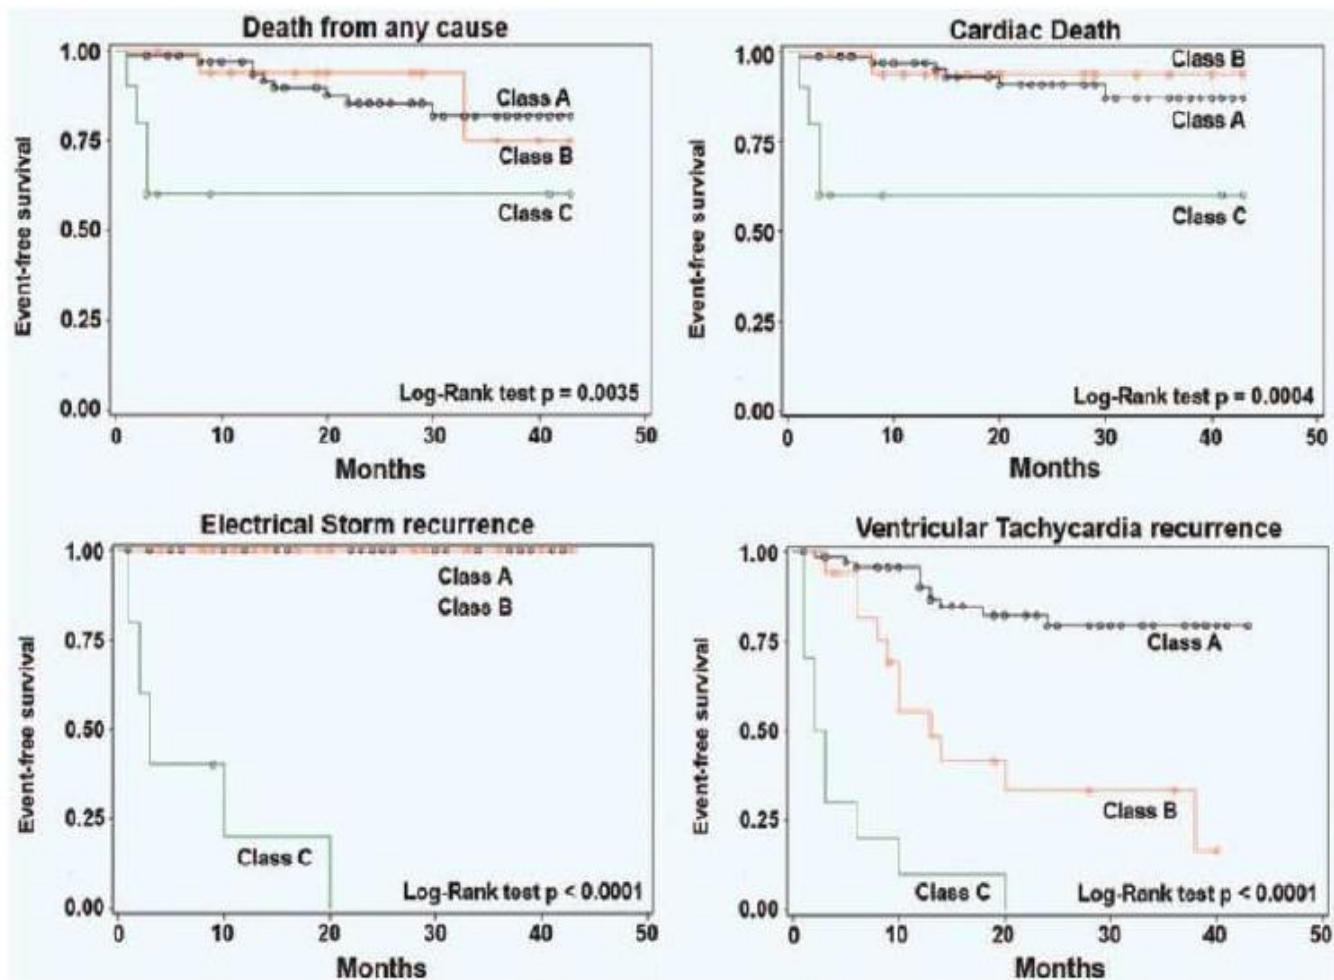 Death from any cause
Event-free survival
1.00
0.75
0.50
0.25
0.00
Class A
Class B
Class C
Log-Rank test p = 0.0035
0 10 20 30 40 50
Months
Cardiac Death
Event-free survival
1.00
0.75
0.50
0.25
0.00
Class B
Class A
Class C
Log-Rank test p = 0.0004
0 10 20 30 40 50
Months
Electrical Storm recurrence
Event-free survival
1.00
0.75
0.50
0.25
0.00
Class A
Class B
Class C
Log-Rank test p < 0.0001
0 10 20 30 40 50
Months
Ventricular Tachycardia recurrence
Event-free survival
1.00
0.75
0.50
0.25
0.00
Class A
Class B
Class C
Log-Rank test p < 0.0001
0 10 20 30 40 50
Months